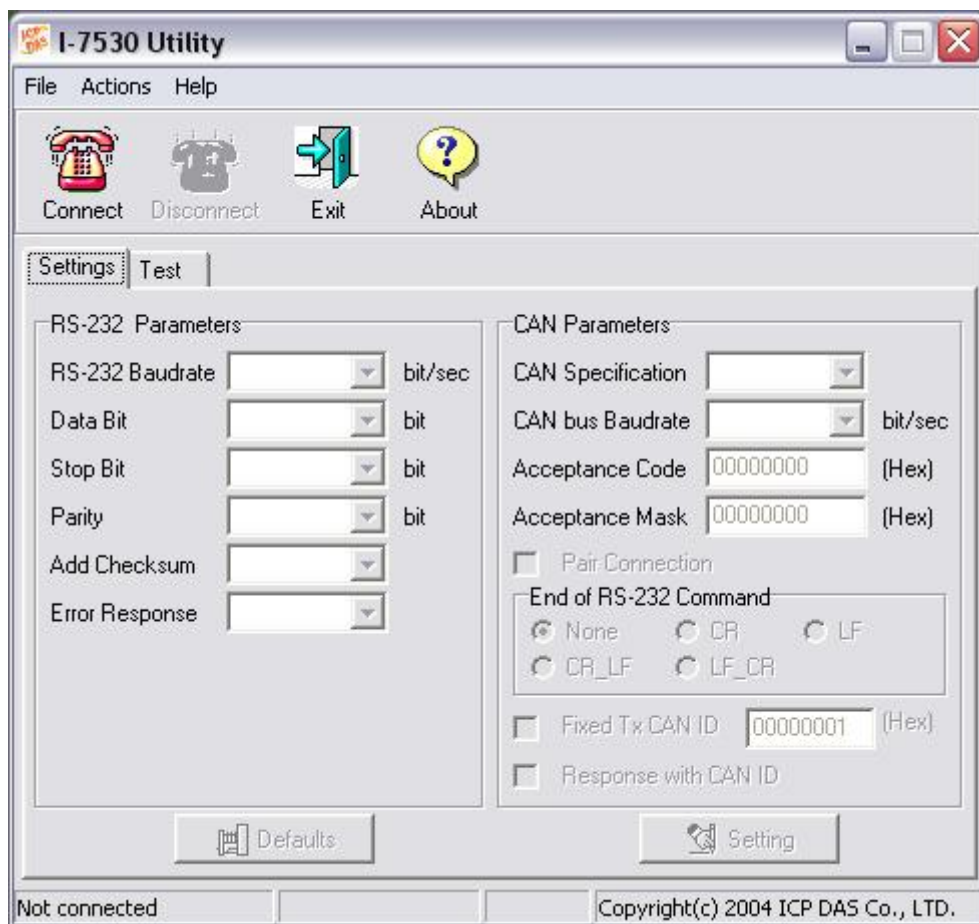 ICP DAS I-7530 Utility
File Actions Help
Connect Disconnect Exit About
Settings Test
RS-232 Parameters
RS-232 Baudrate bit/sec
Data Bit bit
Stop Bit bit
Parity bit
Add Checksum
Error Response
CAN Parameters
CAN Specification
CAN bus Baudrate bit/sec
Acceptance Code 00000000 (Hex)
Acceptance Mask 00000000 (Hex)
Pair Connection
End of RS-232 Command
None CR LF
CR_LF LF_CR
Fixed Tx CAN ID 00000001 (Hex)
Response with CAN ID
Defaults Setting
Not connected Copyright(c) 2004 ICP DAS Co., LTD.